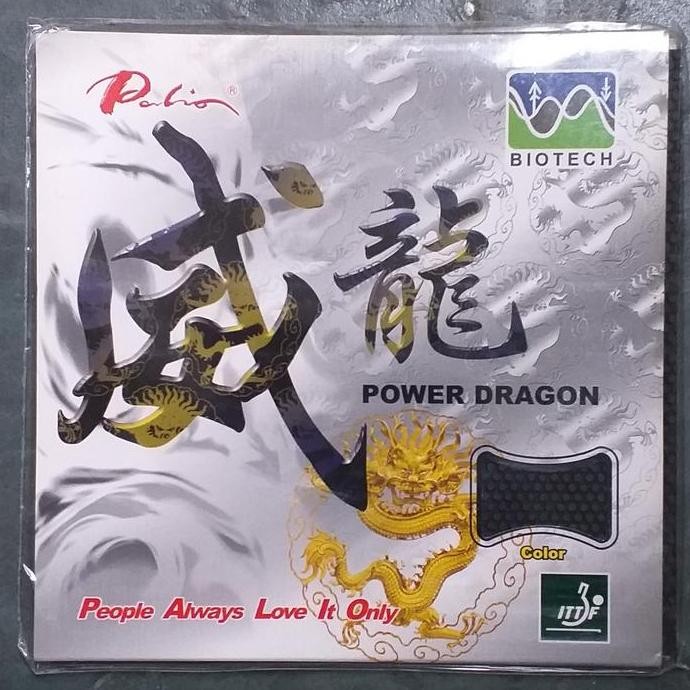 Palio®
BIOTECH
威龍
POWER DRAGON
Color
People Always Love It Only
ITTF